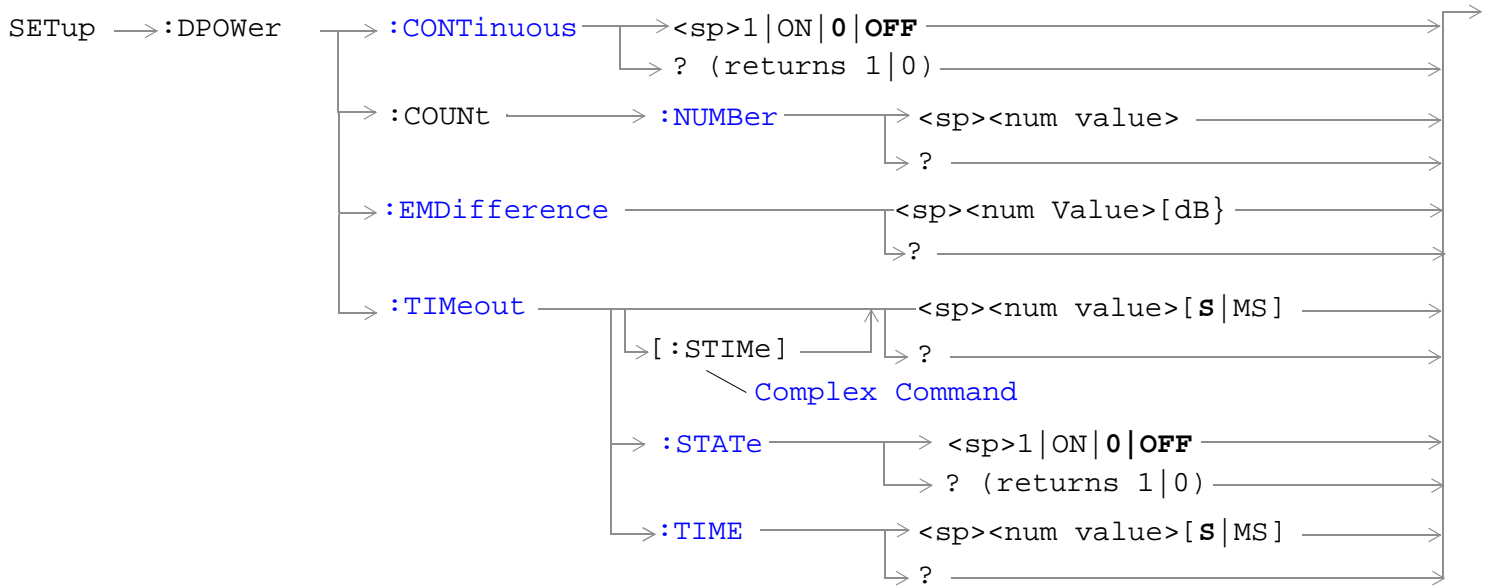 SETup :DPOWer :CONTinuous <sp>1|ON|0|OFF
? (returns 1|0)
:COUNt :NUMBer <sp><num value>
?
:EMDifference <sp><num Value>[dB}
?
:TIMeout <sp><num value>[S|MS]
[:STIMe] ?
Complex Command
:STATe <sp>1|ON|0|OFF
? (returns 1|0)
:TIME <sp><num value>[S|MS]
?